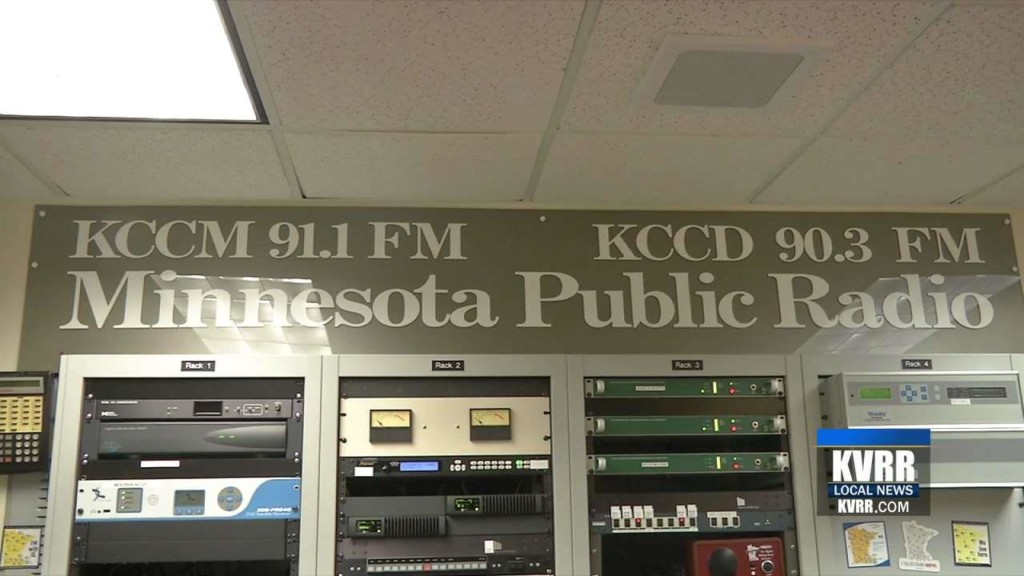 KCCM 91.1 FM KCCD 90.3 FM
Minnesota Public Radio
Rack 1 Rack 2 Rack 3 Rack 4
KVRR
LOCAL NEWS
KVRR.COM